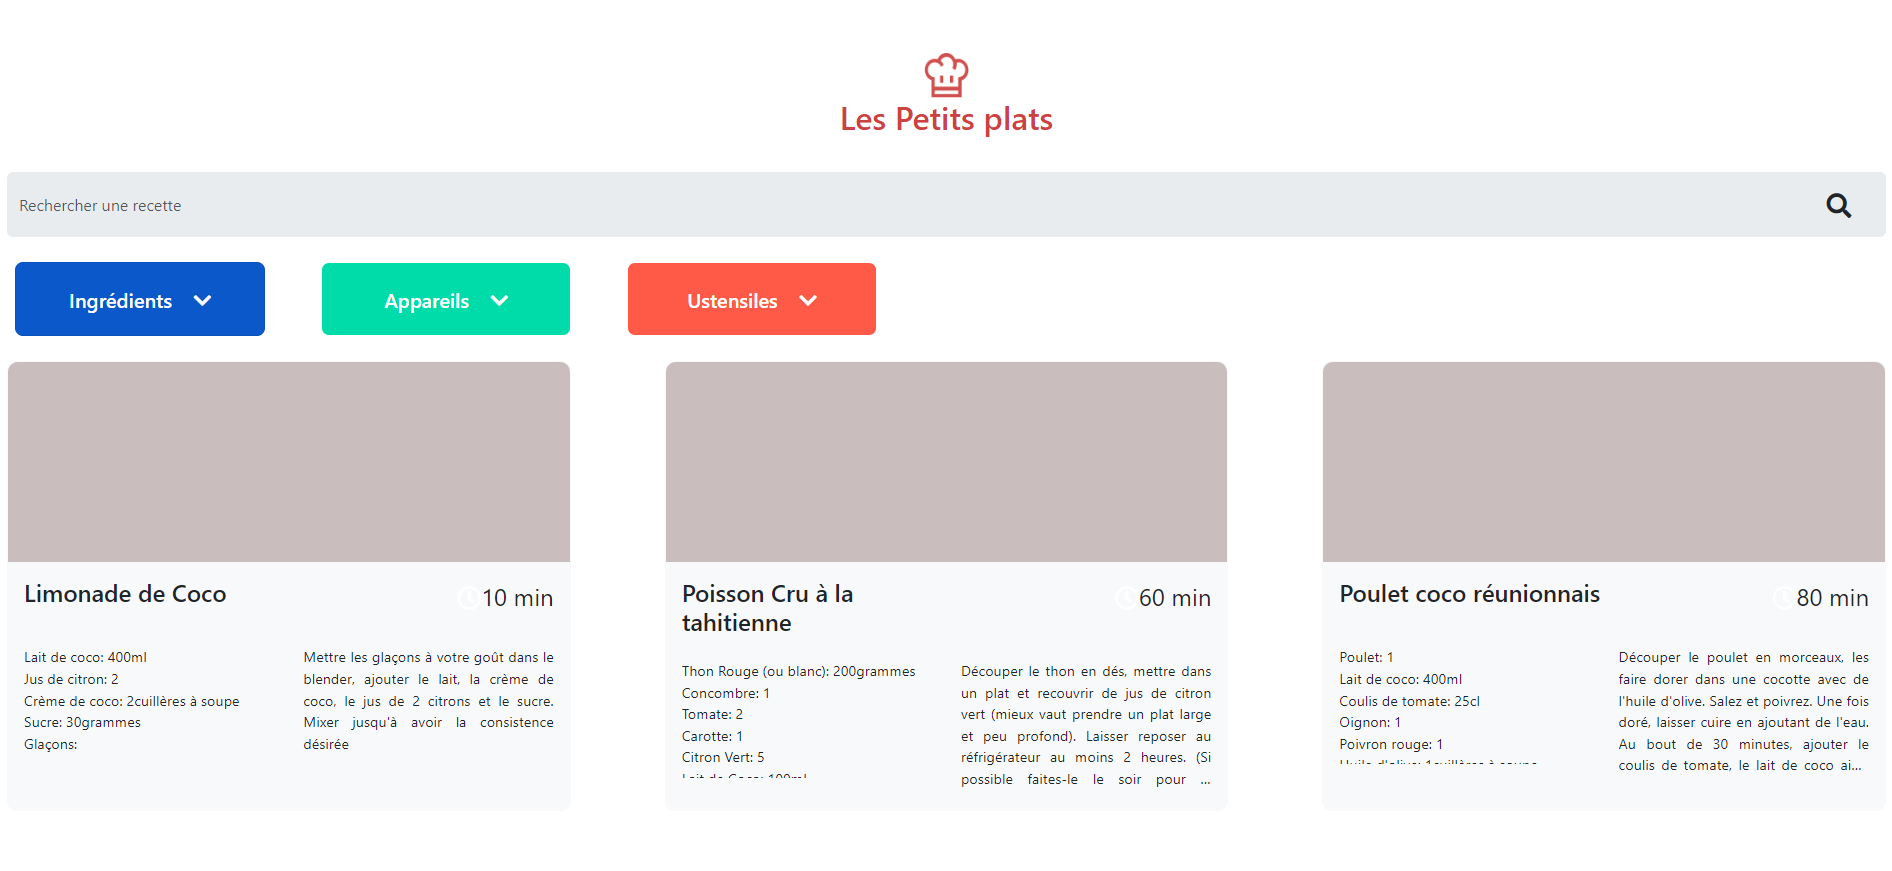 Les Petits plats
Rechercher une recette
Ingrédients
Appareils
Ustensiles
Limonade de Coco
10 min
Lait de coco: 400ml
Jus de citron: 2
Crème de coco: 2cuillères à soupe
Sucre: 30grammes
Glaçons:
Mettre les glaçons à votre goût dans le
blender, ajouter le lait, la crème de
coco, le jus de 2 citrons et le sucre.
Mixer jusqu'à avoir la consistence
désirée
Poisson Cru à la
tahitienne
60 min
Thon Rouge (ou blanc): 200grammes
Concombre: 1
Tomate: 2
Carotte: 1
Citron Vert: 5
Lait de Coco: 100ml
Découper le thon en dés, mettre dans
un plat et recouvrir de jus de citron
vert (mieux vaut prendre un plat large
et peu profond). Laisser reposer au
réfrigérateur au moins 2 heures. (Si
possible faites-le le soir pour ...
Poulet coco réunionnais
80 min
Poulet: 1
Lait de coco: 400ml
Coulis de tomate: 25cl
Oignon: 1
Poivron rouge: 1
Huile d'olive: 1cuillères à soupe
Découper le poulet en morceaux, les
faire dorer dans une cocotte avec de
l'huile d'olive. Salez et poivrez. Une fois
doré, laisser cuire en ajoutant de l'eau.
Au bout de 30 minutes, ajouter le
coulis de tomate, le lait de coco ai...